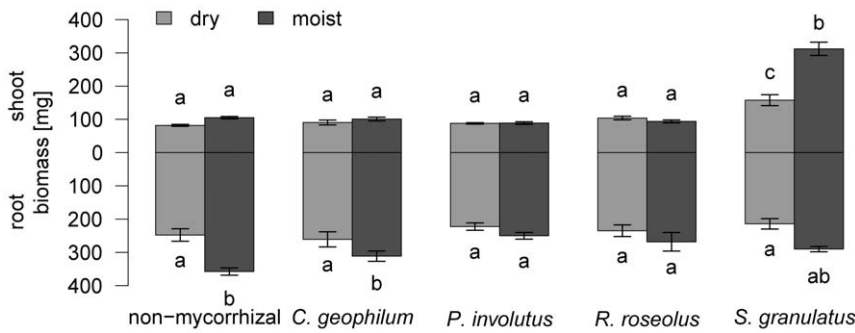 400
300
200
100
0
100
200
300
400
shoot
root
biomass [mg]
dry moist
a a a a a a a a c b
a b a b a a a a a ab
non−mycorrhizal C. geophilum P. involutus R. roseolus S. granulatus